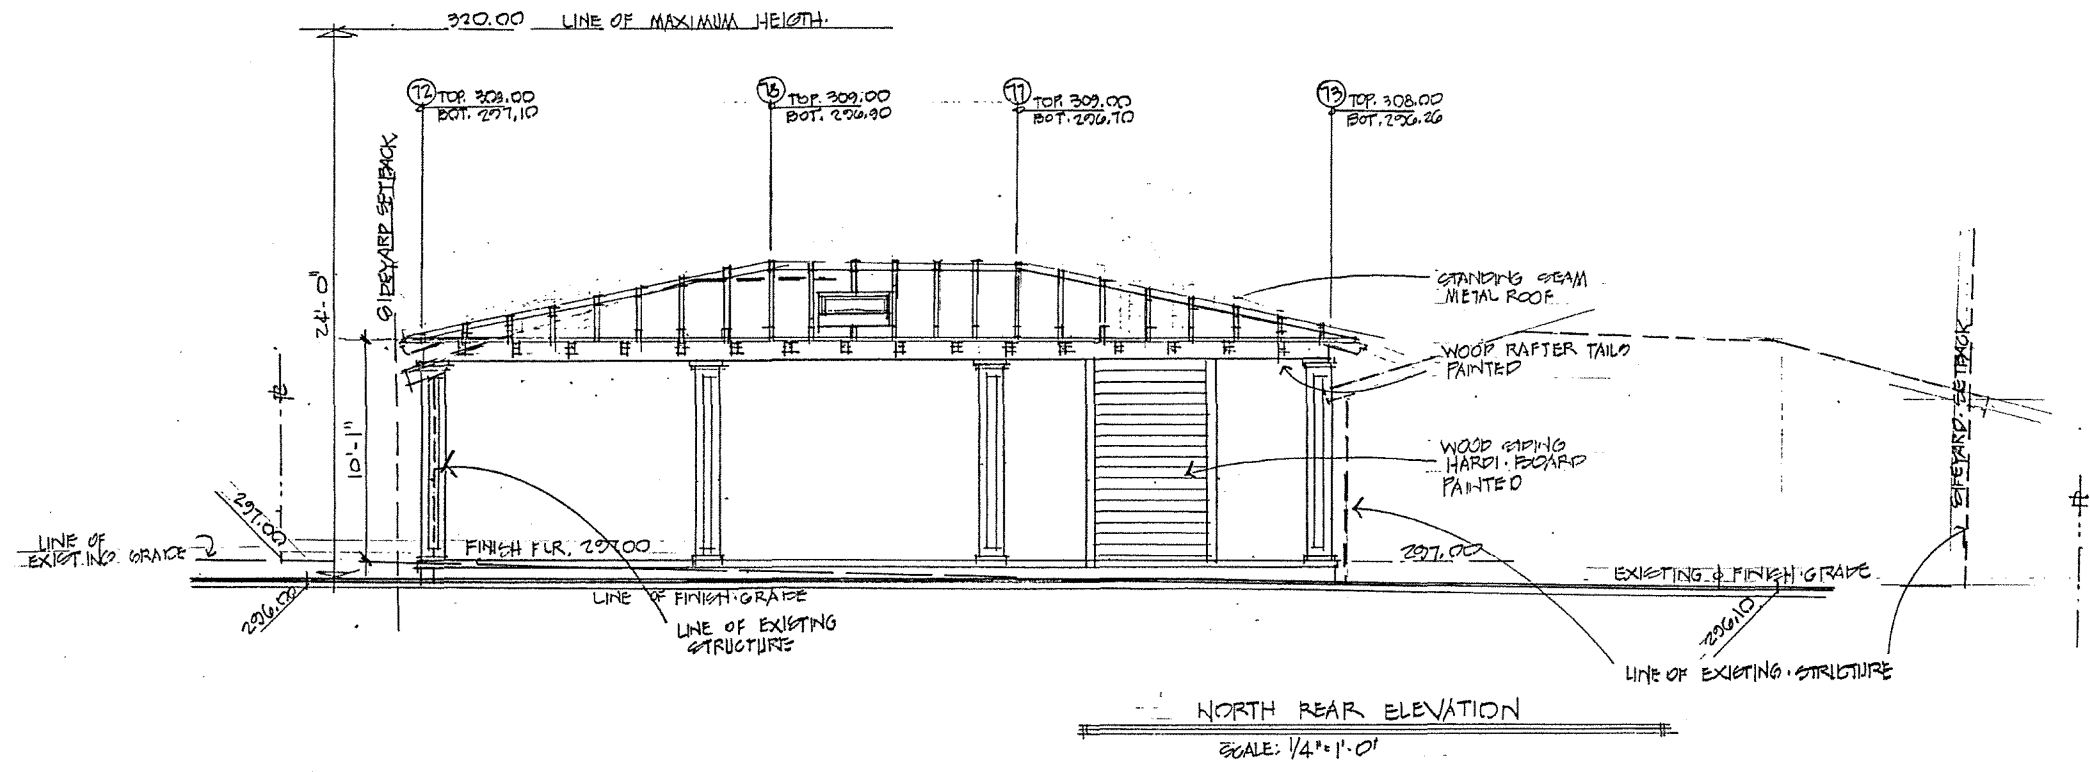 320.00 LINE OF MAXIMUM HEIGTH.
72 TOP. 308.00
BOT. 297.10
78 TOP. 309.00
BOT. 296.90
77 TOP. 309.00
BOT. 296.70
73 TOP. 308.00
BOT. 296.26
SIDEYARD SETBACK
24'-0"
10'-1"
STANDING SEAM
METAL ROOF
WOOD RAFTER TAILS
PAINTED
WOOD SIDING
HARDI-BOARD
PAINTED
SIDEYARD SETBACK
297.00
LINE OF
EXISTING GRADE
FINISH FLR. 297.00
297.00
EXISTING & FINISH GRADE
296.00
LINE OF FINISH GRADE
296.10
LINE OF EXISTING
STRUCTURE
LINE OF EXISTING STRUCTURE
NORTH REAR ELEVATION
SCALE: 1/4"=1'-0"